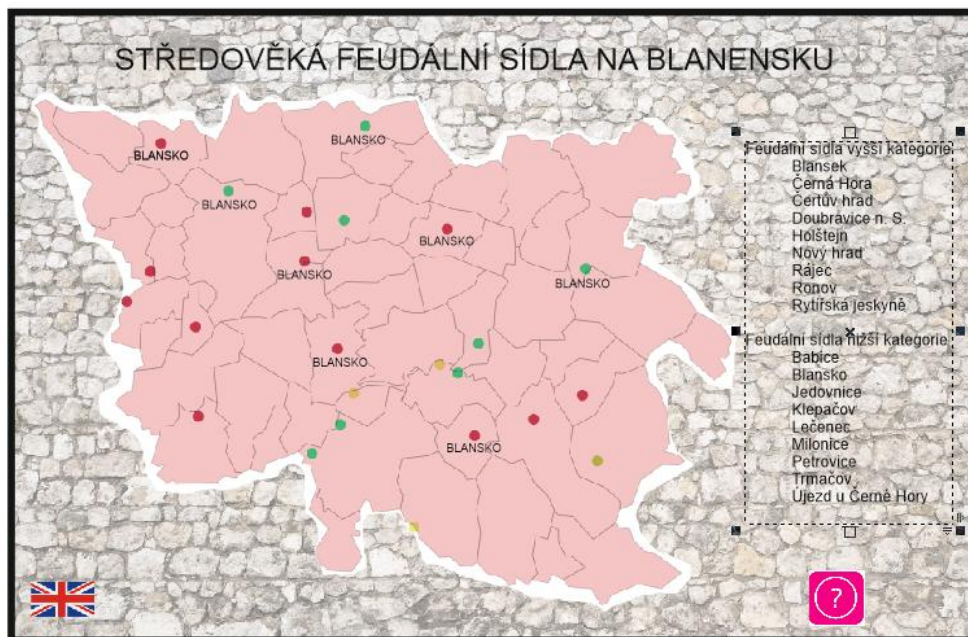 STŘEDOVĚKÁ FEUDÁLNÍ SÍDLA NA BLANENSKU
BLANSKO
BLANSKO
BLANSKO
BLANSKO
BLANSKO
BLANSKO
BLANSKO
BLANSKO
Feudální sídla vyšší kategorie
Blansek
Černá Hora
Čertův hrad
Doubravice n. S.
Holštejn
Nový hrad
Rájec
Ronov
Rytířská jeskyně
Feudální sídla nižší kategorie
Babice
Blansko
Jedovnice
Klepačov
Lečenec
Milonice
Petrovice
Trmačov
Újezd u Černé Hory
?